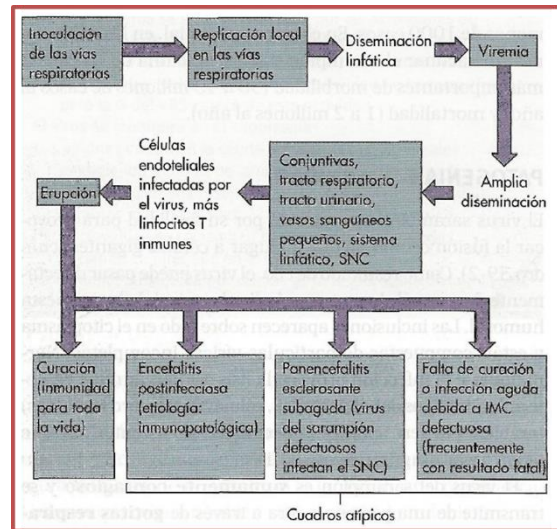 Inoculación
de las vías
respiratorias
Replicación local
en las vías
respiratorias
Diseminación
linfática
Viremia
Amplia
diseminación
Conjuntivas,
tracto respiratorio,
tracto urinario,
vasos sanguíneos
pequeños, sistema
linfático, SNC
Células
endoteliales
infectadas por
el virus, más
linfocitos T
inmunes
Erupción
Curación
(inmunidad
para toda
la vida)
Encefalitis
postinfecciosa
(etiología:
inmunopatológica)
Panencefalitis
esclerosante
subaguda (virus
del sarampión
defectuosos
infectan el SNC)
Falta de curación
o infección aguda
debida a IMC
defectuosa
(frecuentemente
con resultado fatal)
Cuadros atípicos